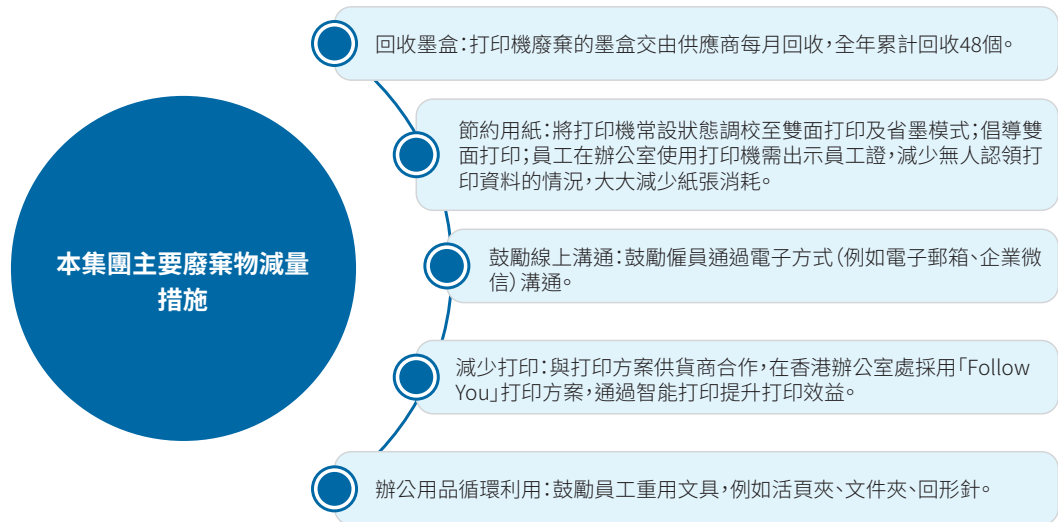 回收墨盒：打印機廢棄的墨盒交由供應商每月回收，全年累計回收48個。
節約用紙：將打印機常設狀態調校至雙面打印及省墨模式；倡導雙
面打印；員工在辦公室使用打印機需出示員工證，減少無人認領打
印資料的情況，大大減少紙張消耗。
本集團主要廢棄物減量
措施
鼓勵線上溝通：鼓勵僱員通過電子方式（例如電子郵箱、企業微
信）溝通。
減少打印：與打印方案供貨商合作，在香港辦公室處採用「Follow
You」打印方案，通過智能打印提升打印效益。
辦公用品循環利用：鼓勵員工重用文具，例如活頁夾、文件夾、回形針。